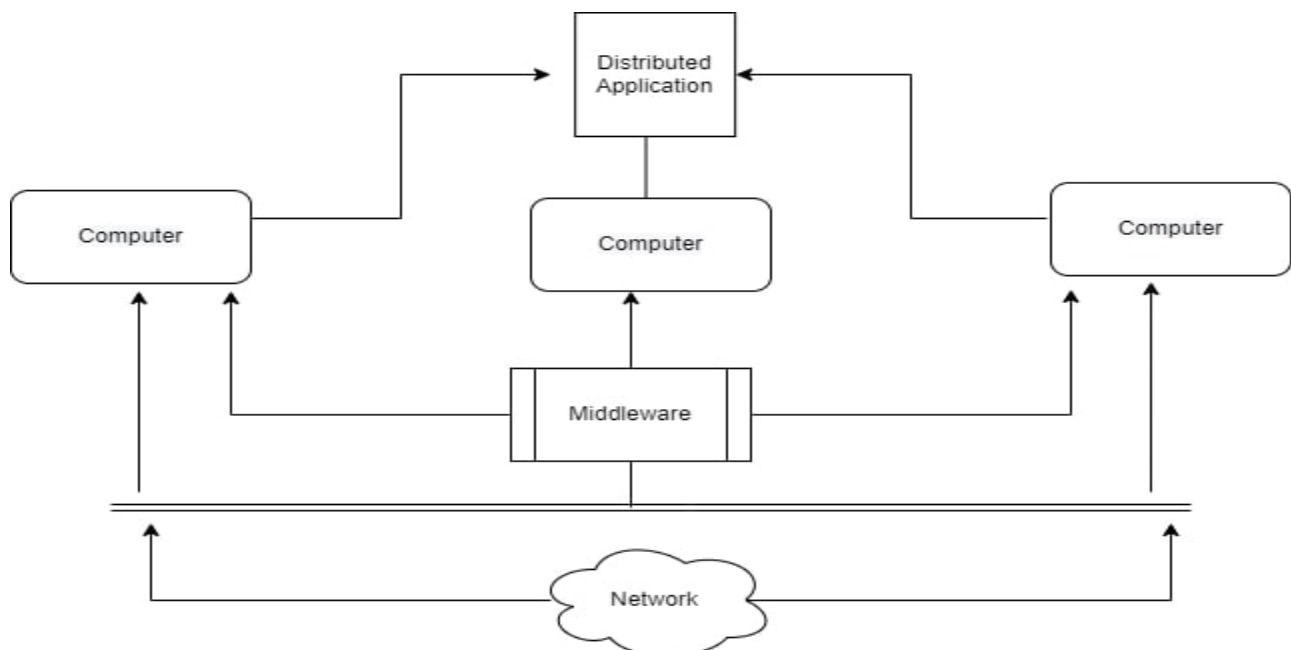 Distributed
Application
Computer
Computer
Computer
Middleware
Network